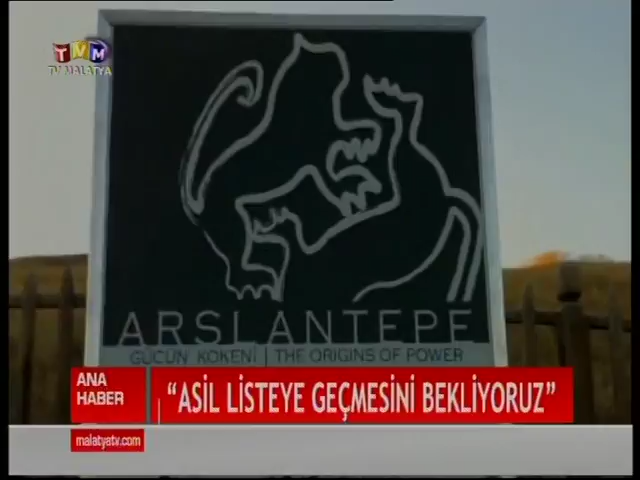 TVM
TV MALATYA
ARSLANTEPE
GÜCÜN KÖKENİ | THE ORIGINS OF POWER
ANA
HABER
"ASİL LİSTEYE GEÇMESİNİ BEKLİYORUZ"
malatyatv.com